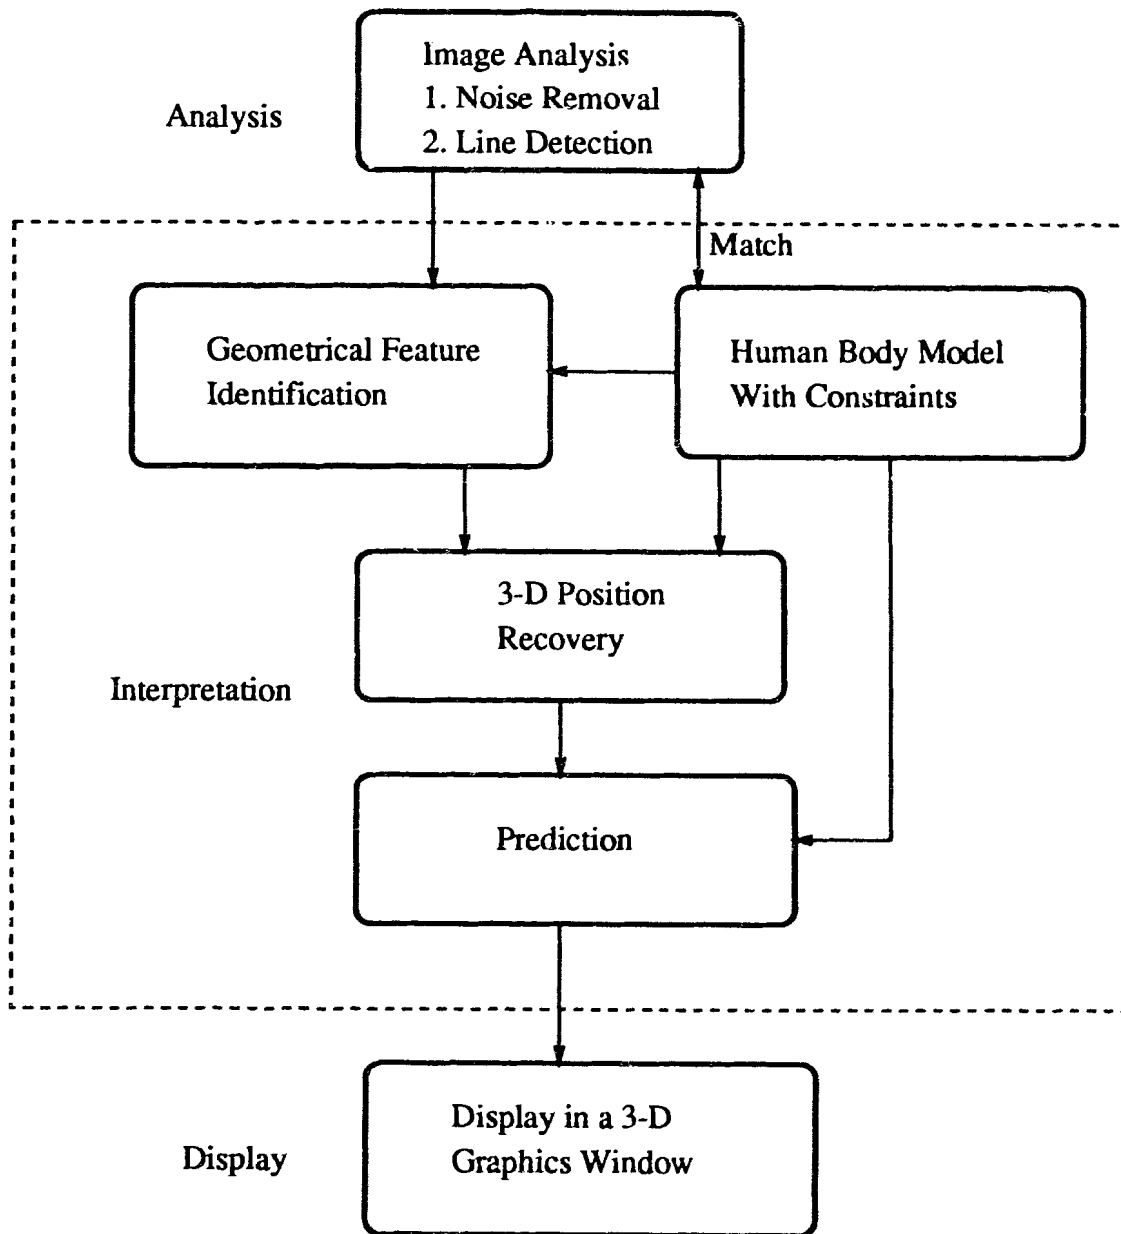 Image Analysis
1. Noise Removal
2. Line Detection
Analysis
Match
Geometrical Feature
Identification
Human Body Model
With Constraints
3-D Position
Recovery
Interpretation
Prediction
Display in a 3-D
Graphics Window
Display